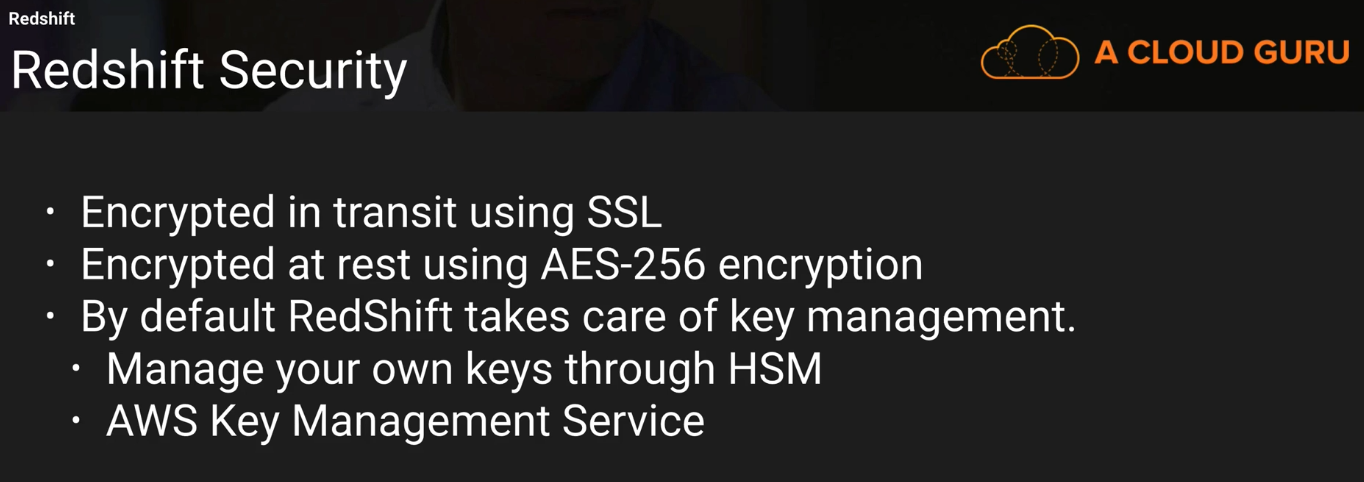 Redshift
Redshift Security
A CLOUD GURU
• Encrypted in transit using SSL
• Encrypted at rest using AES-256 encryption
• By default RedShift takes care of key management.
• Manage your own keys through HSM
• AWS Key Management Service